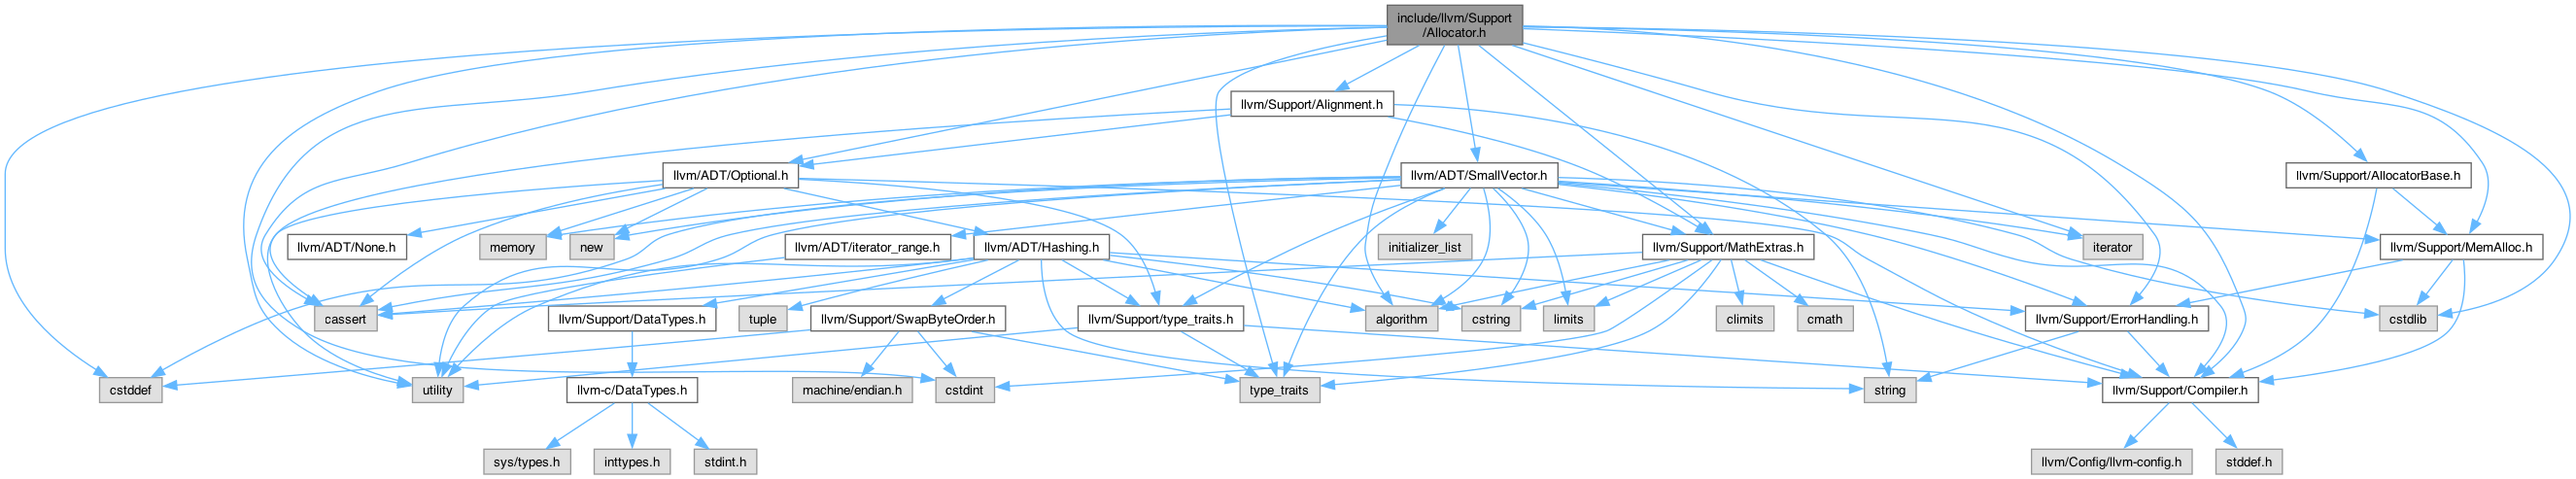 include/llvm/Support
/Allocator.h
llvm/Support/Alignment.h
llvm/ADT/Optional.h
llvm/ADT/SmallVector.h
llvm/Support/AllocatorBase.h
llvm/ADT/None.h
memory
new
llvm/ADT/iterator_range.h
llvm/ADT/Hashing.h
initializer_list
llvm/Support/MathExtras.h
iterator
llvm/Support/MemAlloc.h
cassert
llvm/Support/DataTypes.h
tuple
llvm/Support/SwapByteOrder.h
llvm/Support/type_traits.h
algorithm
cstring
limits
climits
cmath
llvm/Support/ErrorHandling.h
cstdlib
cstddef
utility
llvm-c/DataTypes.h
machine/endian.h
cstdint
type_traits
string
llvm/Support/Compiler.h
sys/types.h
inttypes.h
stdint.h
llvm/Config/llvm-config.h
stddef.h